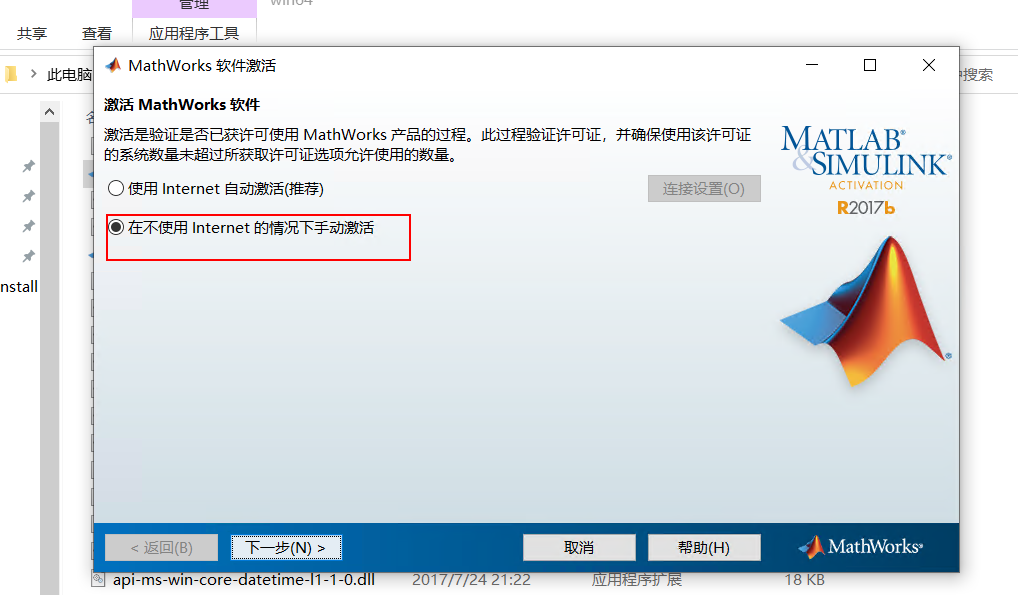 管理
win64
共享
查看
应用程序工具
此电脑
搜索
MathWorks 软件激活
激活 MathWorks 软件
激活是验证是否已获许可使用 MathWorks 产品的过程。此过程验证许可证，并确保使用该许可证
的系统数量未超过所获取许可证选项允许使用的数量。
使用 Internet 自动激活(推荐)
连接设置(O)
在不使用 Internet 的情况下手动激活
MATLAB®
&SIMULINK®
ACTIVATION
R2017b
®
nstall
< 返回(B)
下一步(N) >
取消
帮助(H)
MathWorks®
api-ms-win-core-datetime-l1-1-0.dll
2017/7/24 21:22
应用程序扩展
18 KB